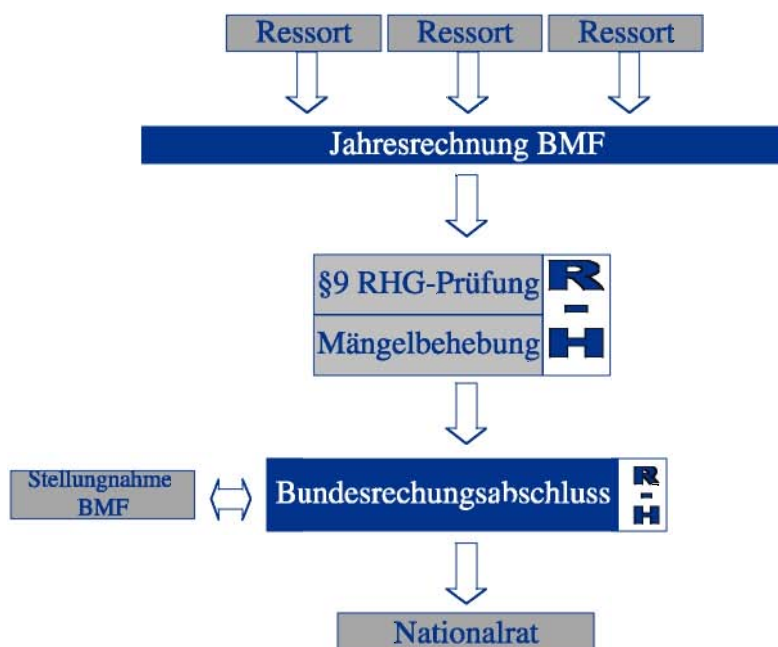 Ressort Ressort Ressort
Jahresrechnung BMF
§9 RHG-Prüfung
Mängelbehebung
R
-
H
Stellungnahme
BMF
Bundesrechungsabschluss
R
-
H
Nationalrat